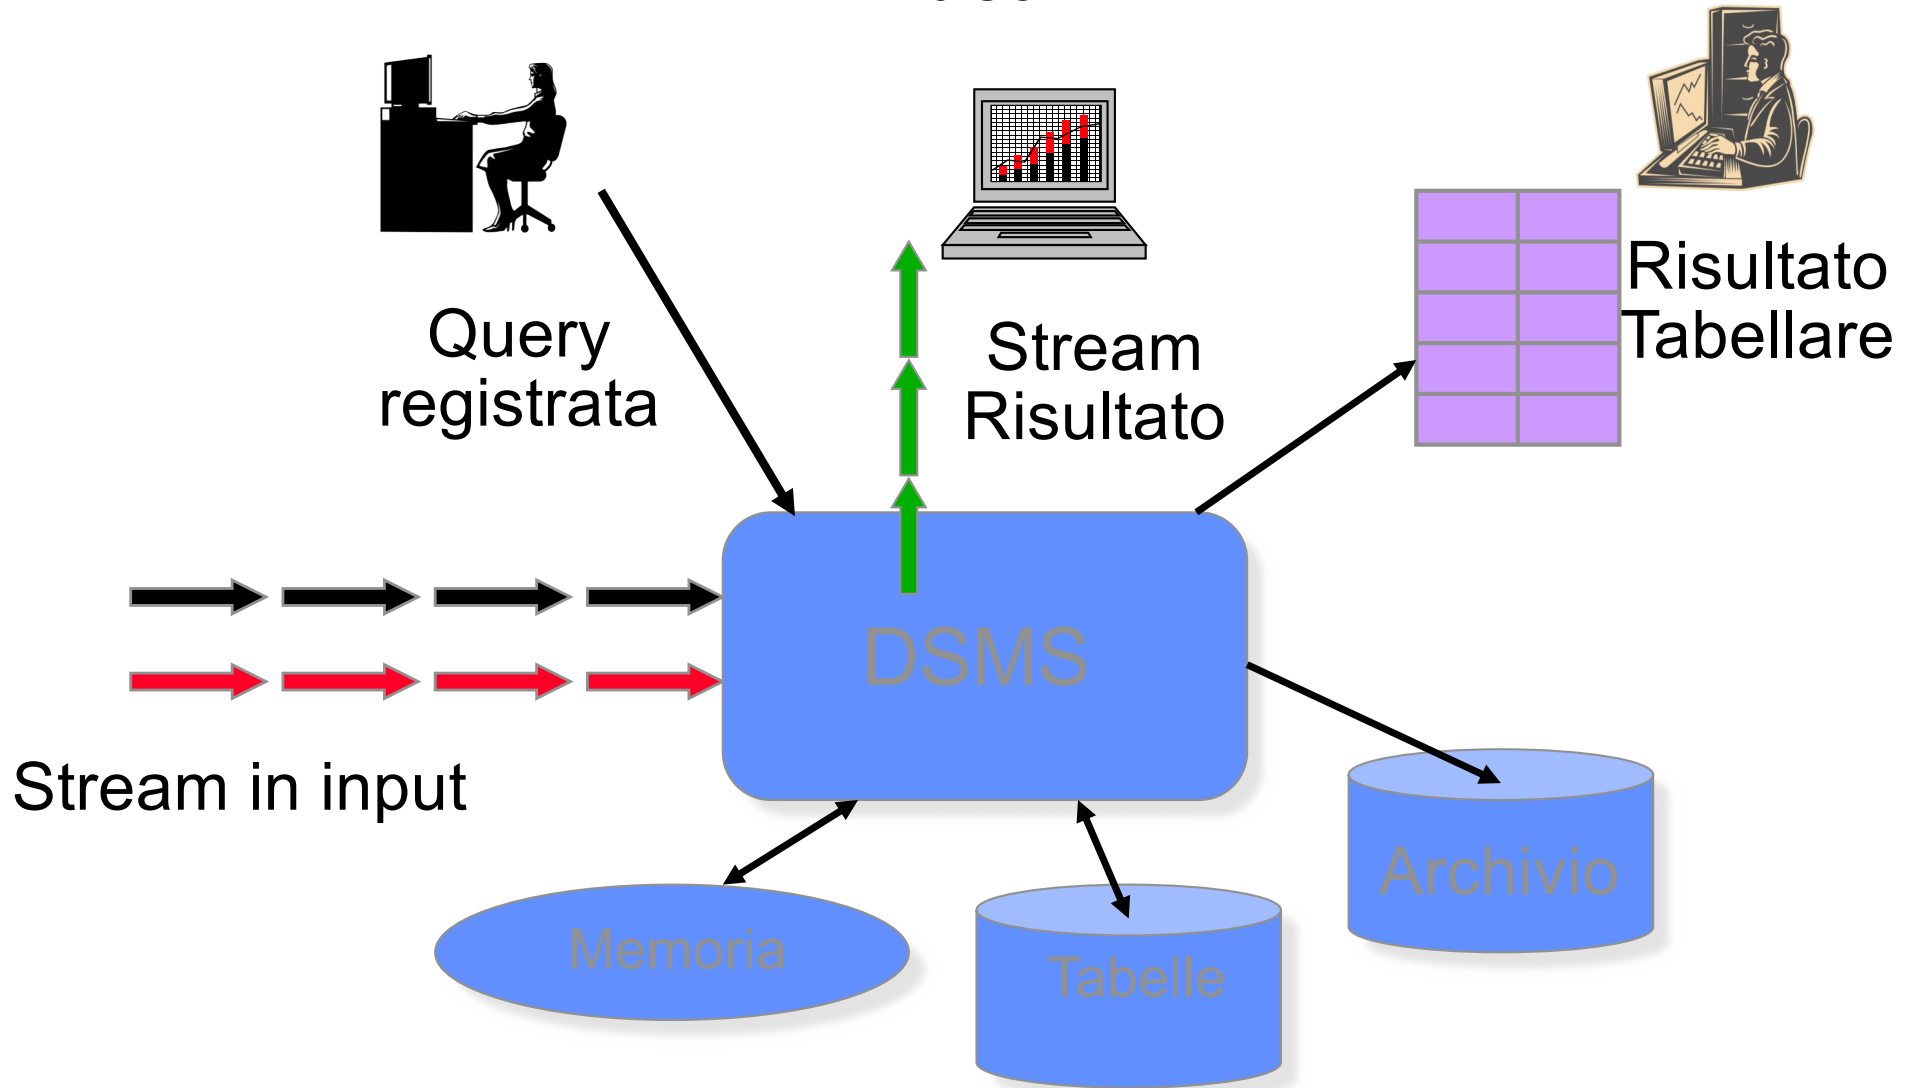 Query
registrata
Stream
Risultato
Risultato
Tabellare
DSMS
Stream in input
Memoria
Tabelle
Archivio